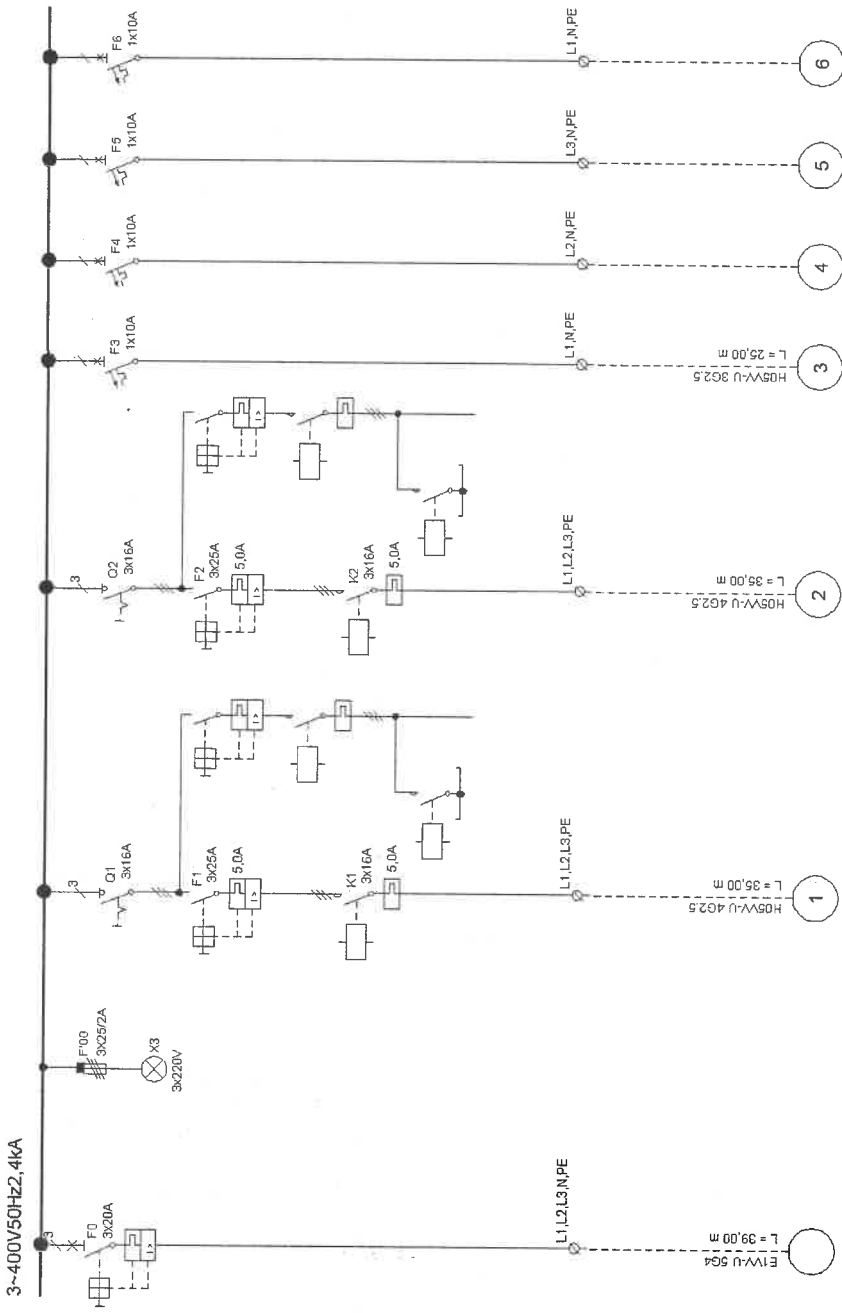 3~400V50Hz2,4kA
3
F0
3x20A
L1,L2,L3,N,PE
E1VV-U 5G4
L = 39,00 m
F'00
3X25/2A
X3
3x220V
3
Q1
3x16A
F1
3x25A
5,0A
K1
3x16A
5,0A
L1,L2,L3,PE
H05VV-U 4G2.5
L = 35,00 m
1
3
Q2
3x16A
F2
3x25A
5,0A
K2
3x16A
5,0A
L1,L2,L3,PE
H05VV-U 4G2.5
L = 35,00 m
2
F3
1x10A
L1,N,PE
H05VV-U 3G2.5
L = 25,00 m
3
F4
1x10A
L2,N,PE
4
F5
1x10A
L3,N,PE
5
F6
1x10A
L1,N,PE
6